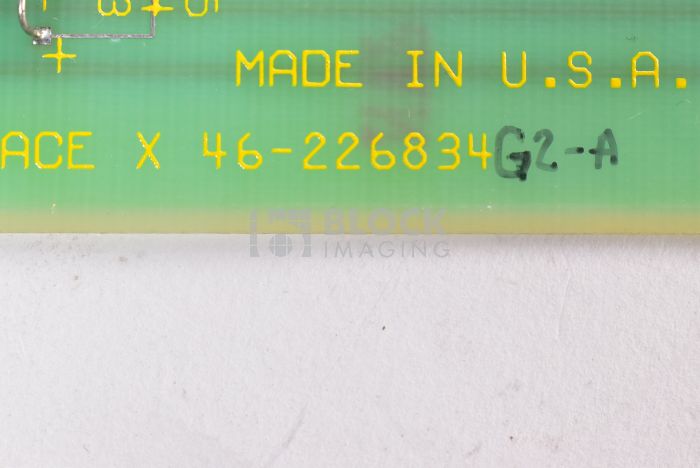 MADE IN U.S.A.
ACE X 46-226834G2-A
BLOCK
IMAGING